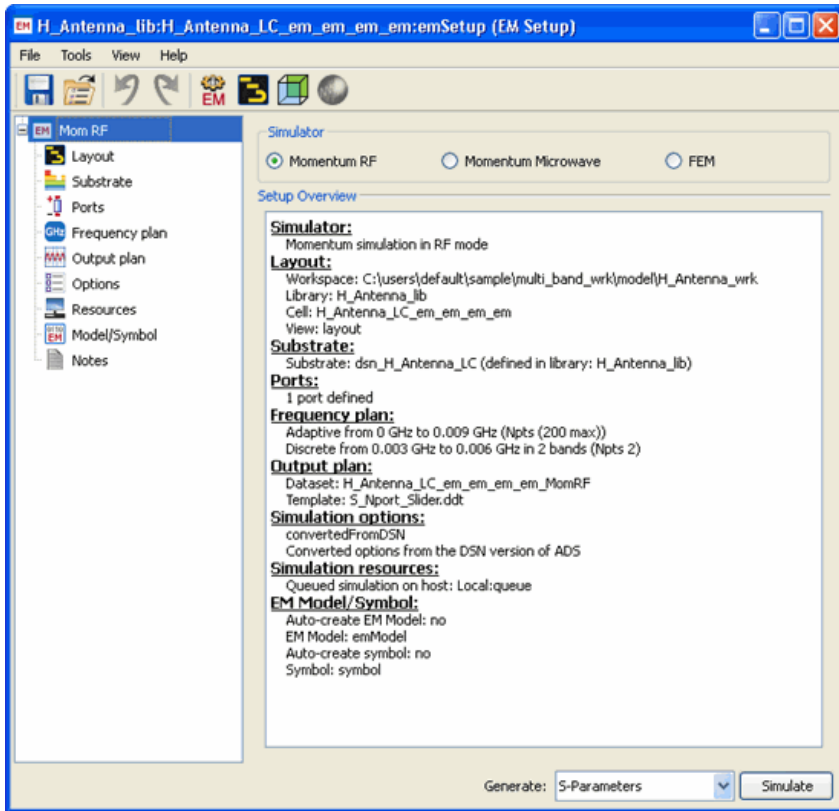 EM H_Antenna_lib:H_Antenna_LC_em_em_em_em:emSetup (EM Setup)
File Tools View Help
EM
EM Mom RF
Layout
Substrate
Ports
GHz Frequency plan
Output plan
Options
Resources
EM Model/Symbol
Notes
Simulator
Momentum RF Momentum Microwave FEM
Setup Overview
Simulator:
Momentum simulation in RF mode
Layout:
Workspace: C:\users\default\sample\multi_band_wrk\model\H_Antenna_wrk
Library: H_Antenna_lib
Cell: H_Antenna_LC_em_em_em_em
View: layout
Substrate:
Substrate: dsn_H_Antenna_LC (defined in library: H_Antenna_lib)
Ports:
1 port defined
Frequency plan:
Adaptive from 0 GHz to 0.009 GHz (Npts (200 max))
Discrete from 0.003 GHz to 0.006 GHz in 2 bands (Npts 2)
Output plan:
Dataset: H_Antenna_LC_em_em_em_em_MomRF
Template: S_Nport_Slider.ddt
Simulation options:
convertedFromDSN
Converted options from the DSN version of ADS
Simulation resources:
Queued simulation on host: Local:queue
EM Model/Symbol:
Auto-create EM Model: no
EM Model: emModel
Auto-create symbol: no
Symbol: symbol
Generate: S-Parameters Simulate